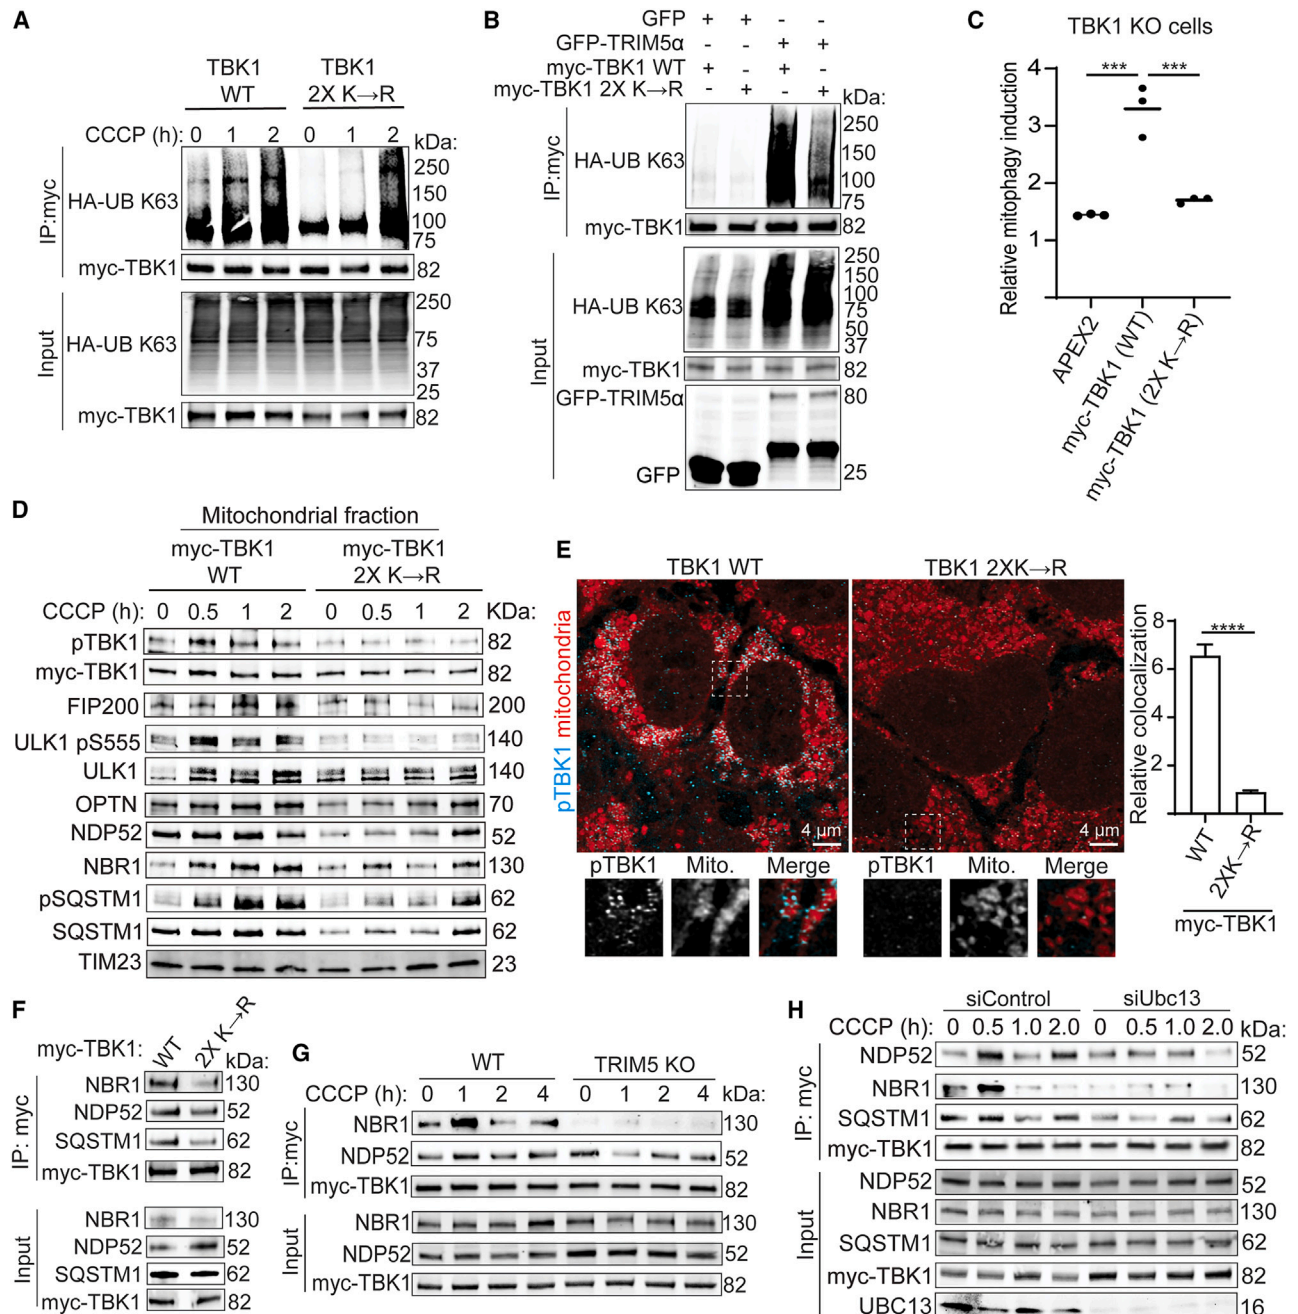 A
TBK1 WT
TBK1 2X K→R
CCCP (h): 0 1 2 0 1 2 kDa:
IP:myc
HA-UB K63
250
150
100
75
myc-TBK1 82
Input
HA-UB K63
250
75
37
25
myc-TBK1 82
B
GFP + + - -
GFP-TRIM5α - - + +
myc-TBK1 WT + - + -
myc-TBK1 2X K→R - + - +
kDa:
IP:myc
HA-UB K63
250
150
100
75
myc-TBK1 82
Input
HA-UB K63
250
150
100
75
50
37
myc-TBK1 82
GFP-TRIM5α 80
GFP 25
C
TBK1 KO cells
Relative mitophagy induction
4
3
2
1
*** ***
APEX2
myc-TBK1 (WT)
myc-TBK1 (2X K→R)
D
Mitochondrial fraction
myc-TBK1 WT
myc-TBK1 2X K→R
CCCP (h): 0 0.5 1 2 0 0.5 1 2 KDa:
pTBK1 82
myc-TBK1 82
FIP200 200
ULK1 pS555 140
ULK1 140
OPTN 70
NDP52 52
NBR1 130
pSQSTM1 62
SQSTM1 62
TIM23 23
E
TBK1 WT
TBK1 2XK→R
pTBK1 mitochondria
4 µm
4 µm
pTBK1 Mito. Merge
pTBK1 Mito. Merge
Relative colocalization
8
6
4
2
****
WT
2XK→R
myc-TBK1
F
myc-TBK1: WT 2X K→R
kDa:
IP: myc
NBR1 130
NDP52 52
SQSTM1 62
myc-TBK1 82
Input
NBR1 130
NDP52 52
SQSTM1 62
myc-TBK1 82
G
WT TRIM5 KO
CCCP (h): 0 1 2 4 0 1 2 4 kDa:
IP:myc
NBR1 130
NDP52 52
myc-TBK1 82
Input
NBR1 130
NDP52 52
myc-TBK1 82
H
siControl siUbc13
CCCP (h): 0 0.5 1.0 2.0 0 0.5 1.0 2.0 kDa:
IP: myc
NDP52 52
NBR1 130
SQSTM1 62
myc-TBK1 82
Input
NDP52 52
NBR1 130
SQSTM1 62
myc-TBK1 82
UBC13 16